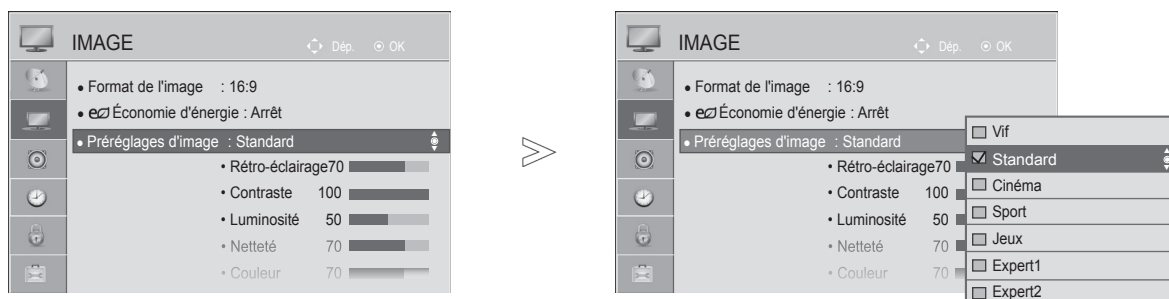 IMAGE Dép. OK
• Format de l'image : 16:9
• eco Économie d'énergie : Arrêt
• Préréglages d'image : Standard
• Rétro-éclairage70
• Contraste 100
• Luminosité 50
• Netteté 70
• Couleur 70
IMAGE Dép. OK
• Format de l'image : 16:9
• eco Économie d'énergie : Arrêt
• Préréglages d'image : Standard
• Rétro-éclairage70
• Contraste 100
• Luminosité 50
• Netteté 70
• Couleur 70
Vif
Standard
Cinéma
Sport
Jeux
Expert1
Expert2